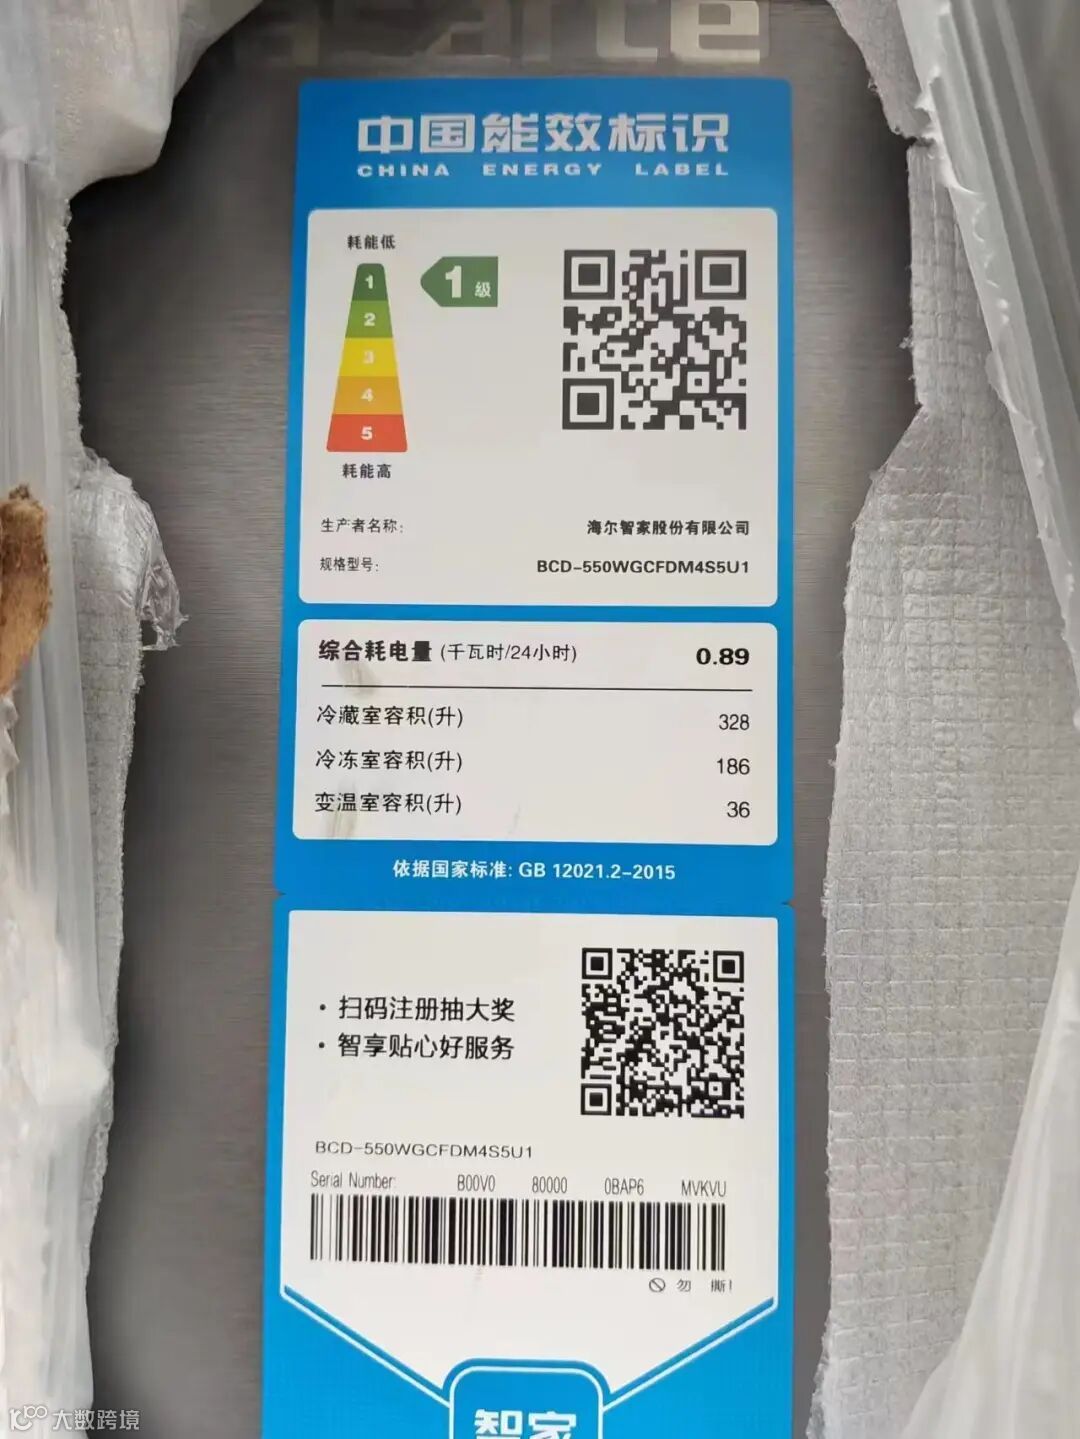 asarte
中国能效标识
CHINA ENERGY LABEL
耗能低
1
1级
2
3
4
5
耗能高
生产者名称: 海尔智家股份有限公司
规格型号: BCD-550WGCFDM4S5U1
综合耗电量 (千瓦时/24小时) 0.89
冷藏室容积(升) 328
冷冻室容积(升) 186
变温室容积(升) 36
依据国家标准: GB 12021.2-2015
· 扫码注册抽大奖
· 智享贴心好服务
BCD-550WGCFDM4S5U1
Serial Number: B00V0 80000 0BAP6 MVKVU
勿 撕!
智家
大数跨境